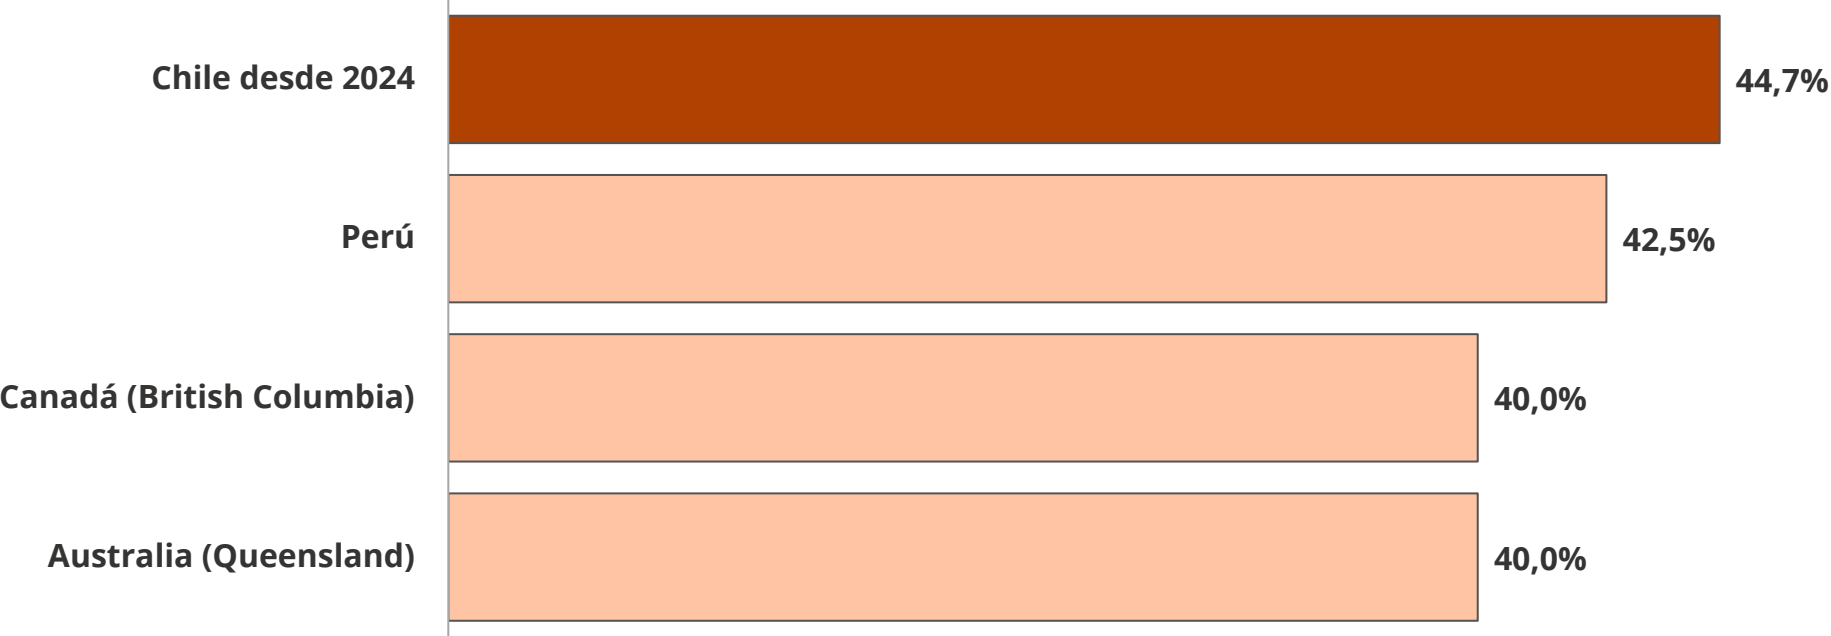 Chile desde 2024
44,7%
Perú
42,5%
Canadá (British Columbia)
40,0%
Australia (Queensland)
40,0%